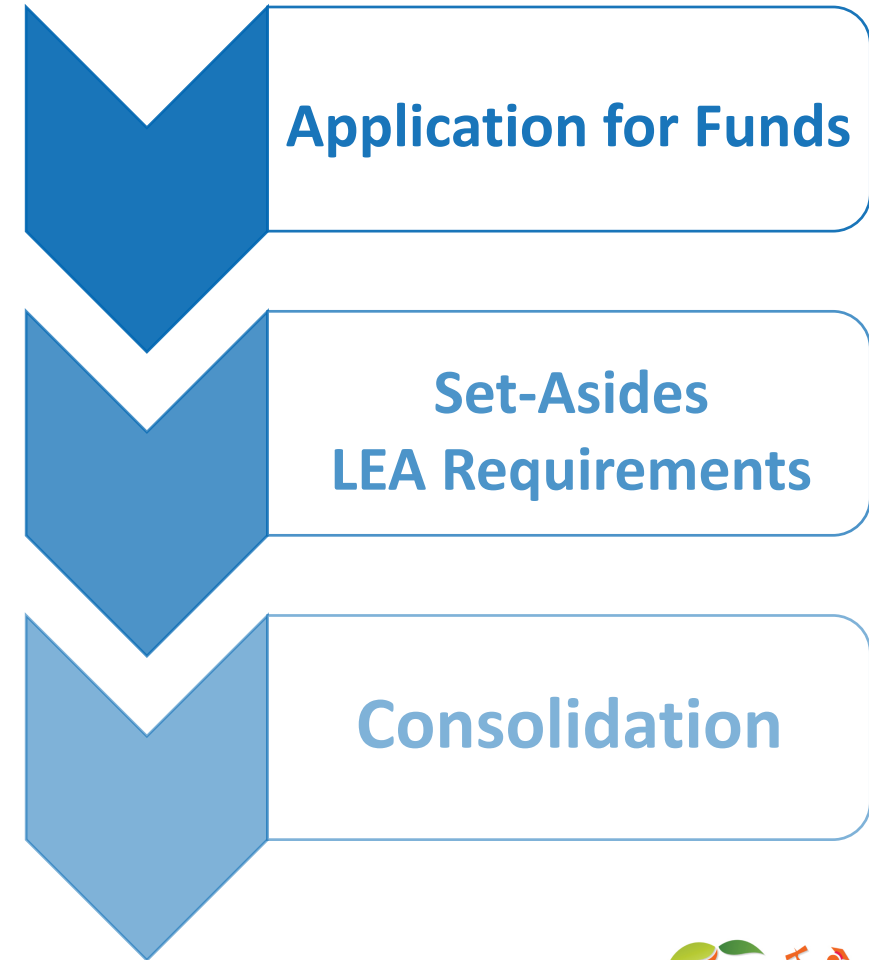 Application for Funds
Set-Asides
LEA Requirements
Consolidation